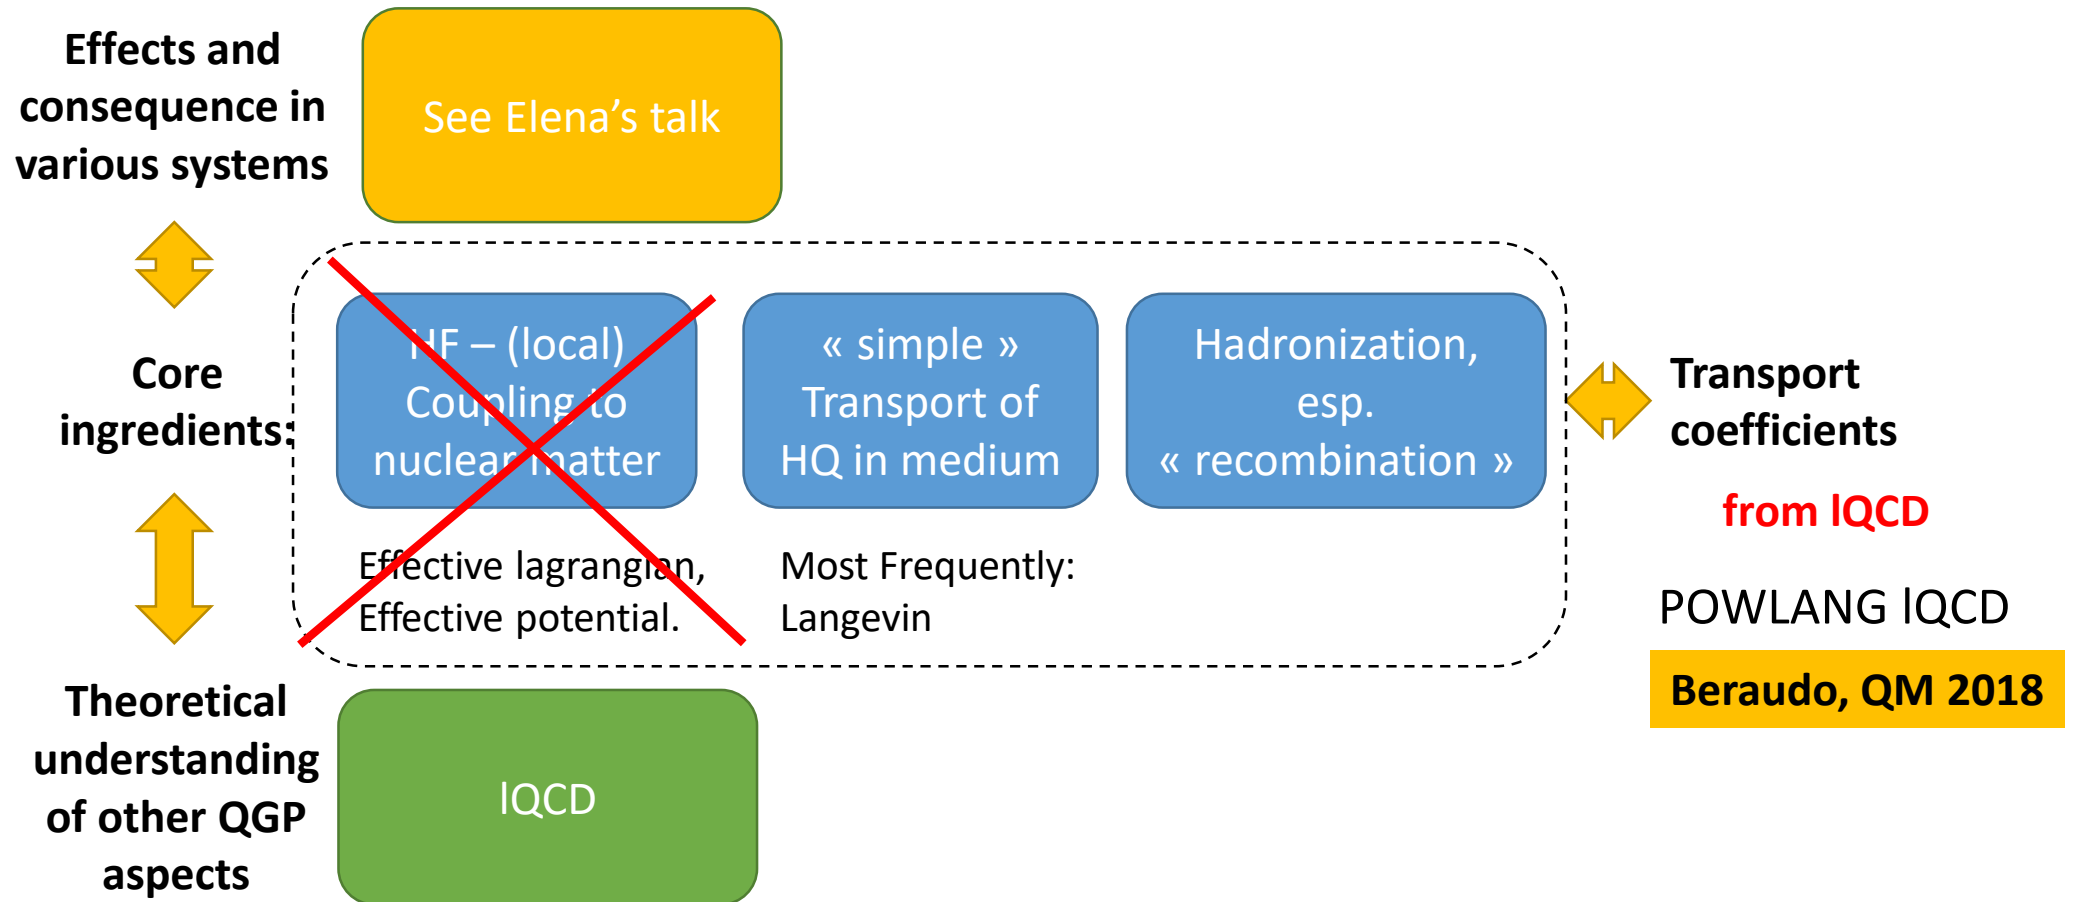 Effects and
consequence in
various systems
See Elena's talk
Core
ingredients:
HF – (local)
Coupling to
nuclear matter
« simple »
Transport of
HQ in medium
Hadronization,
esp.
« recombination »
Transport
coefficients
from lQCD
Effective lagrangian,
Effective potential.
Most Frequently:
Langevin
POWLANG lQCD
Beraudo, QM 2018
Theoretical
understanding
of other QGP
aspects
lQCD